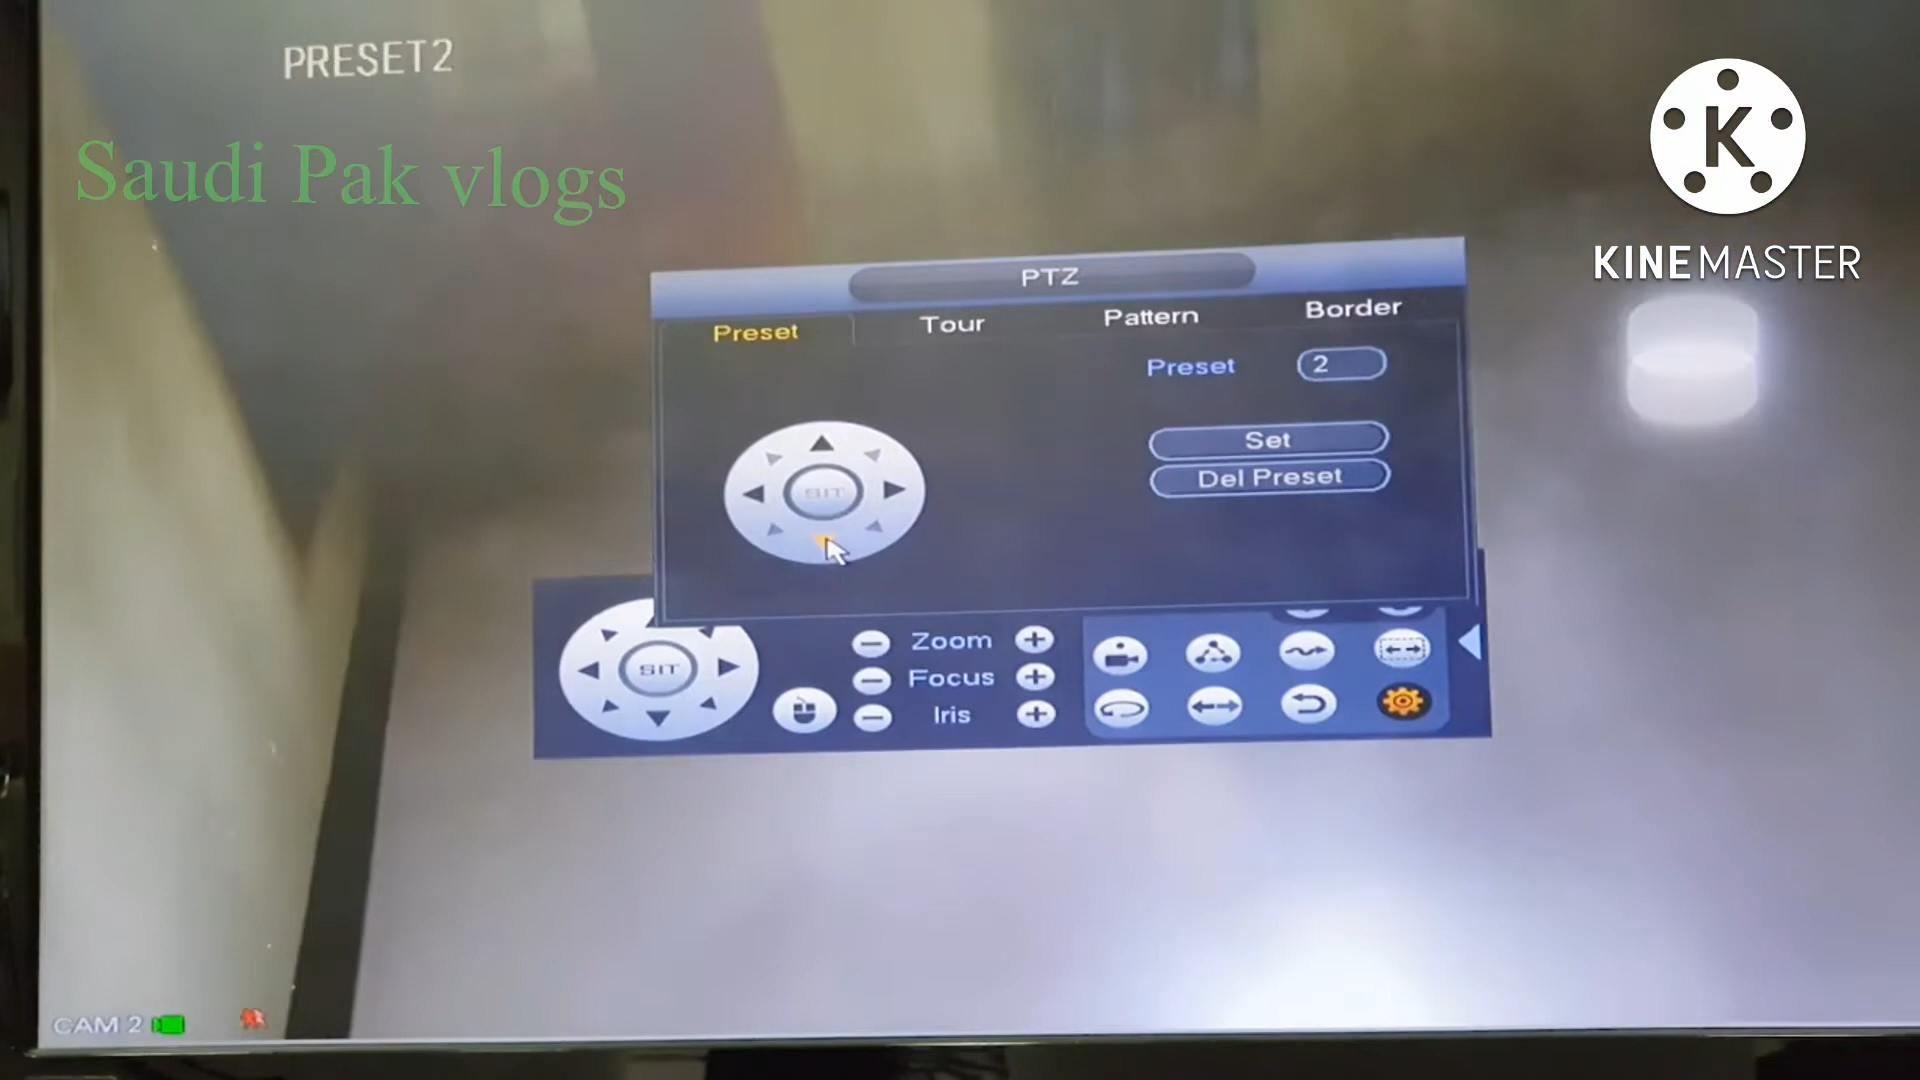 PRESET2
Saudi Pak vlogs
K
KINEMASTER
PTZ
Preset
Tour
Pattern
Border
Preset 2
Set
Del Preset
SIT
SIT
Zoom
Focus
Iris
CAM 2